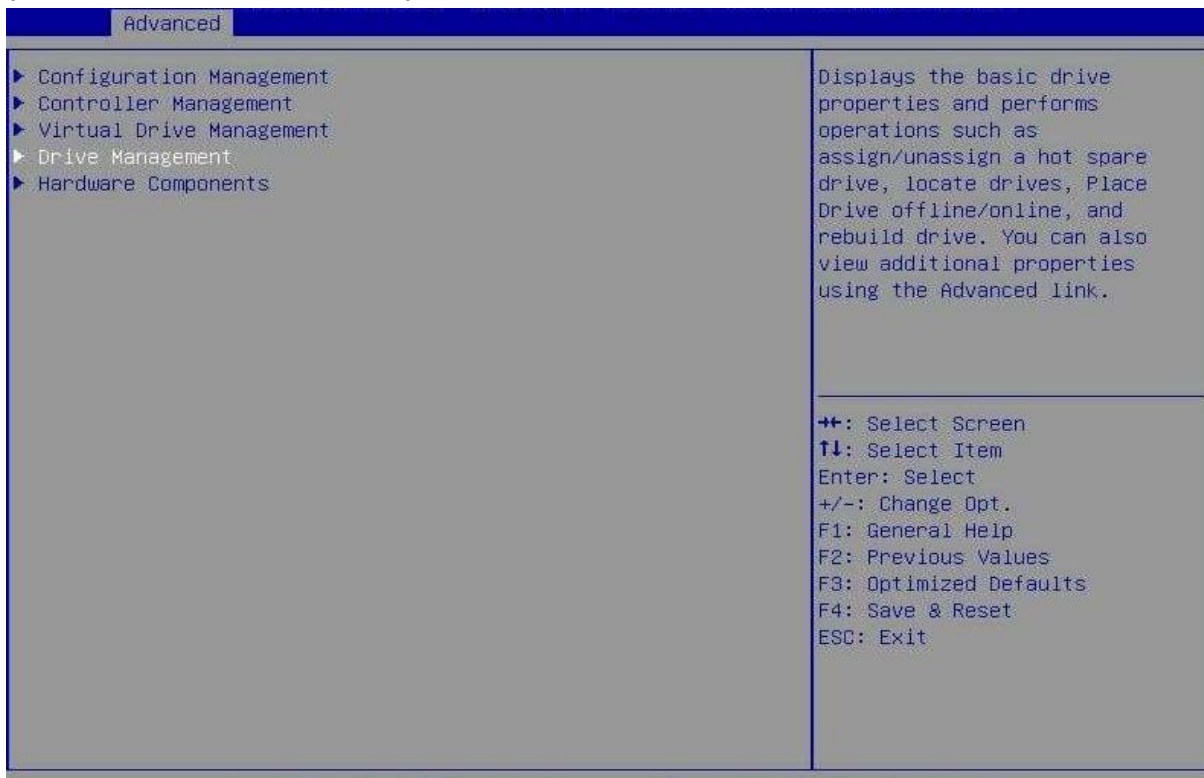 Advanced
▶ Configuration Management
▶ Controller Management
▶ Virtual Drive Management
▶ Drive Management
▶ Hardware Components
Displays the basic drive
properties and performs
operations such as
assign/unassign a hot spare
drive, locate drives, Place
Drive offline/online, and
rebuild drive. You can also
view additional properties
using the Advanced link.
→←: Select Screen
↑↓: Select Item
Enter: Select
+/-: Change Opt.
F1: General Help
F2: Previous Values
F3: Optimized Defaults
F4: Save & Reset
ESC: Exit